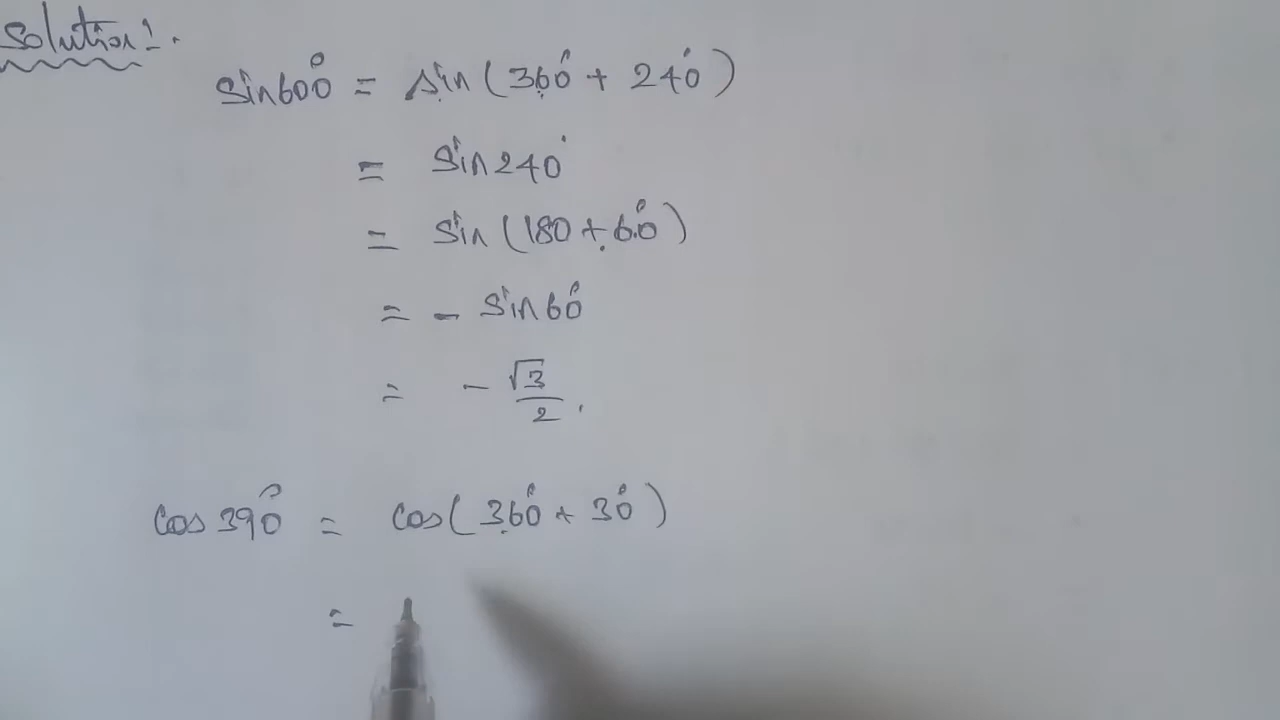 Solution:.
sin600° = sin(360° + 240°)
= sin240°
= sin(180 + 60°)
= - sin60°
= - √3/2.
cos390° = cos(360° + 30°)
=